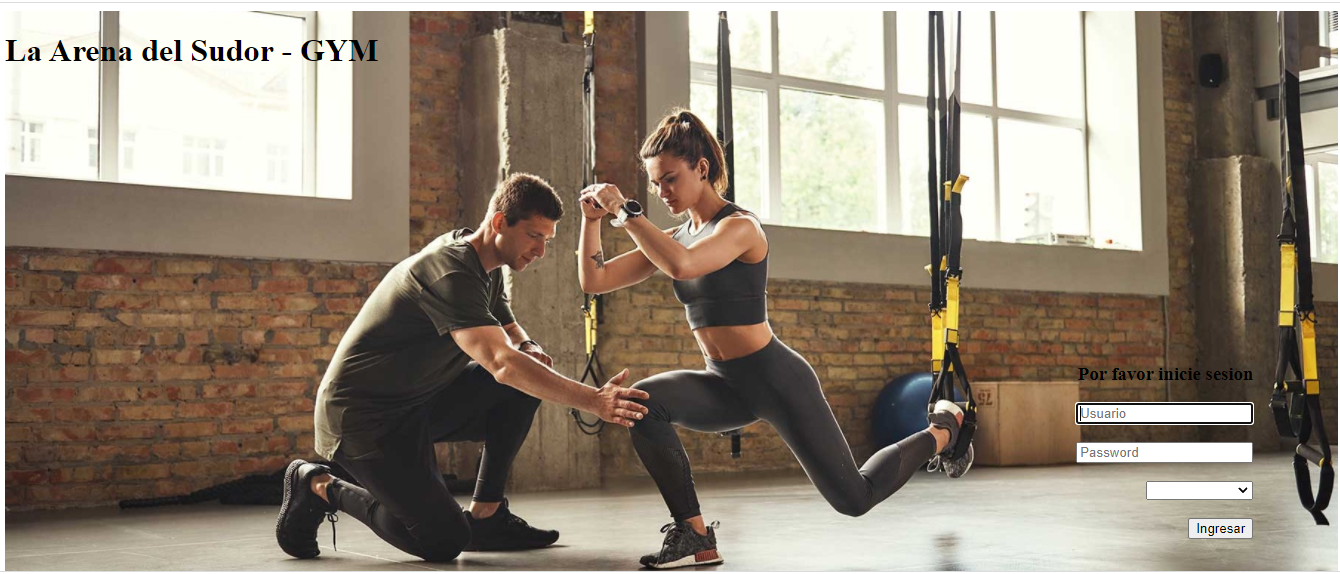 La Arena del Sudor - GYM
Por favor inicie sesion
Usuario
Password
Ingresar